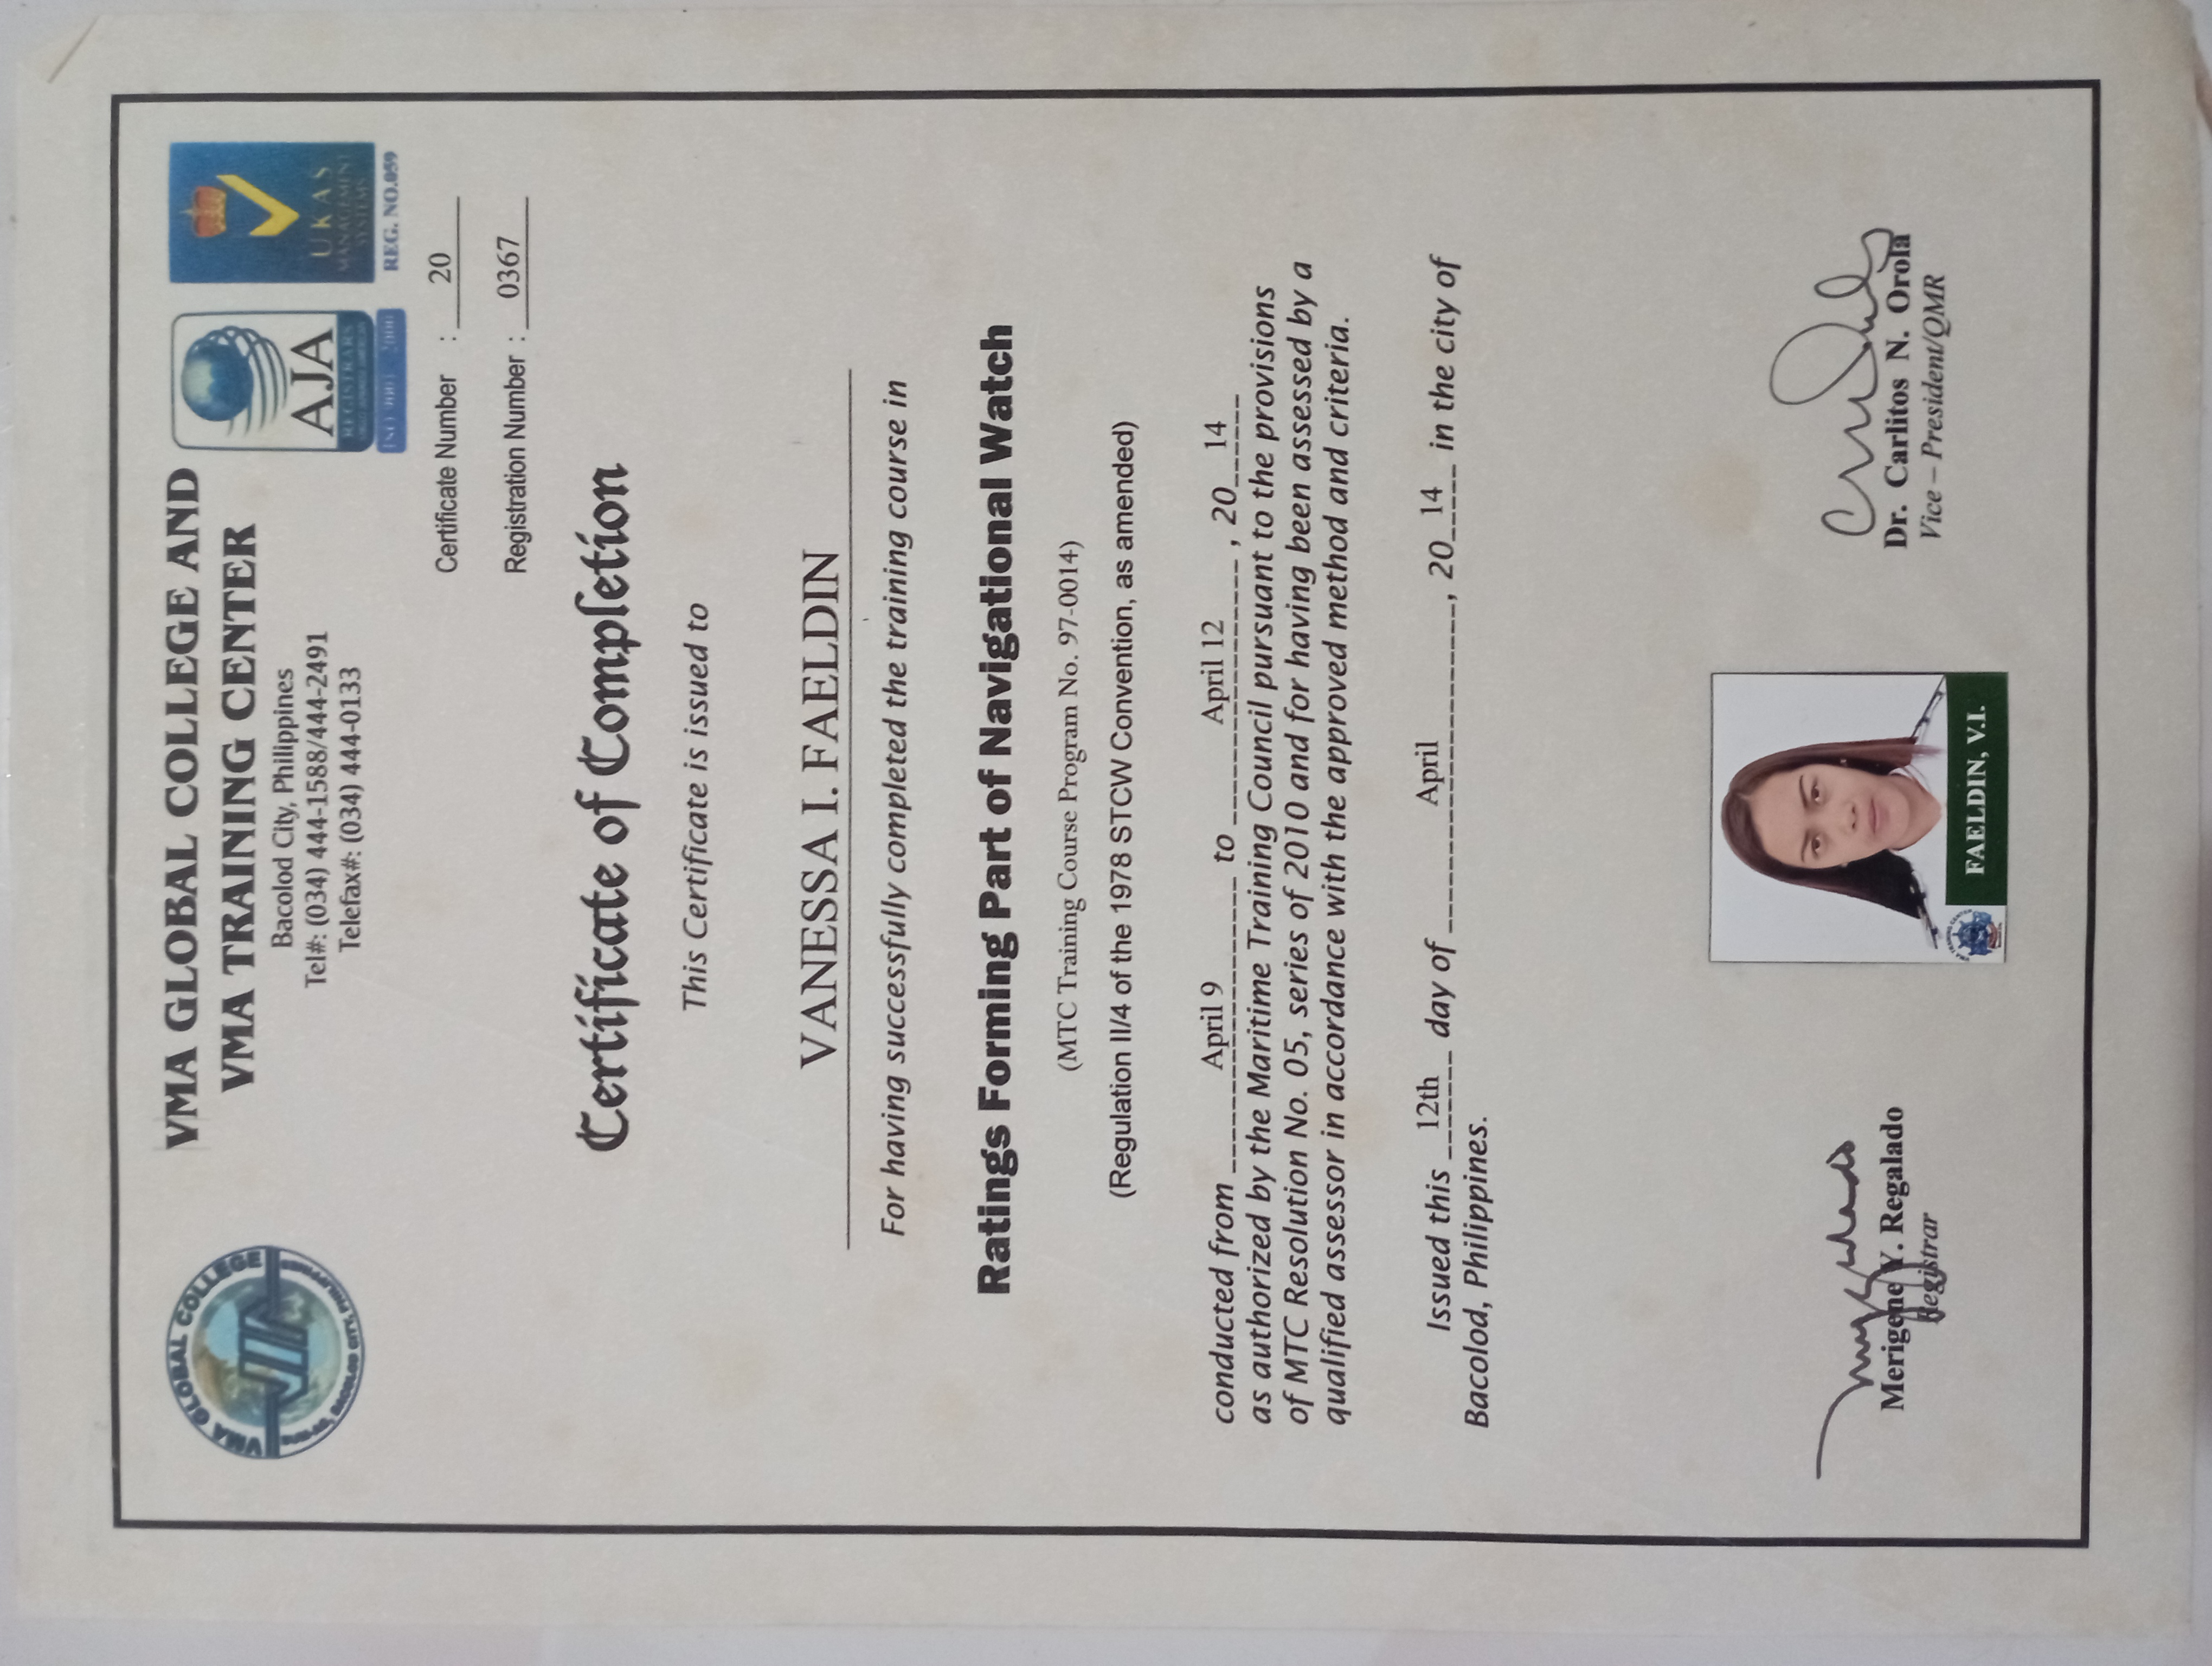 VMA GLOBAL COLLEGE AND
VMA TRAINING CENTER
Bacolod City, Philippines
Tel#: (034) 444-1588/444-2491
Telefax#: (034) 444-0133
VMA GLOBAL COLLEGE
AJA
REGISTRARS
UKAS
MANAGEMENT
SYSTEMS
REG. NO.059
Certificate Number : 20
Registration Number : 0367
Certificate of Completion
This Certificate is issued to
VANESSA I. FAELDIN
For having successfully completed the training course in
Ratings Forming Part of Navigational Watch
(MTC Training Course Program No. 97-0014)
(Regulation II/4 of the 1978 STCW Convention, as amended)
conducted from April 9 to April 12, 20 14
as authorized by the Maritime Training Council pursuant to the provisions
of MTC Resolution No. 05, series of 2010 and for having been assessed by a
qualified assessor in accordance with the approved method and criteria.
Issued this 12th day of April, 20 14 in the city of
Bacolod, Philippines.
Merigene Y. Regalado
Registrar
FAELDIN, V.I.
Dr. Carlitos N. Orola
Vice – President/QMR